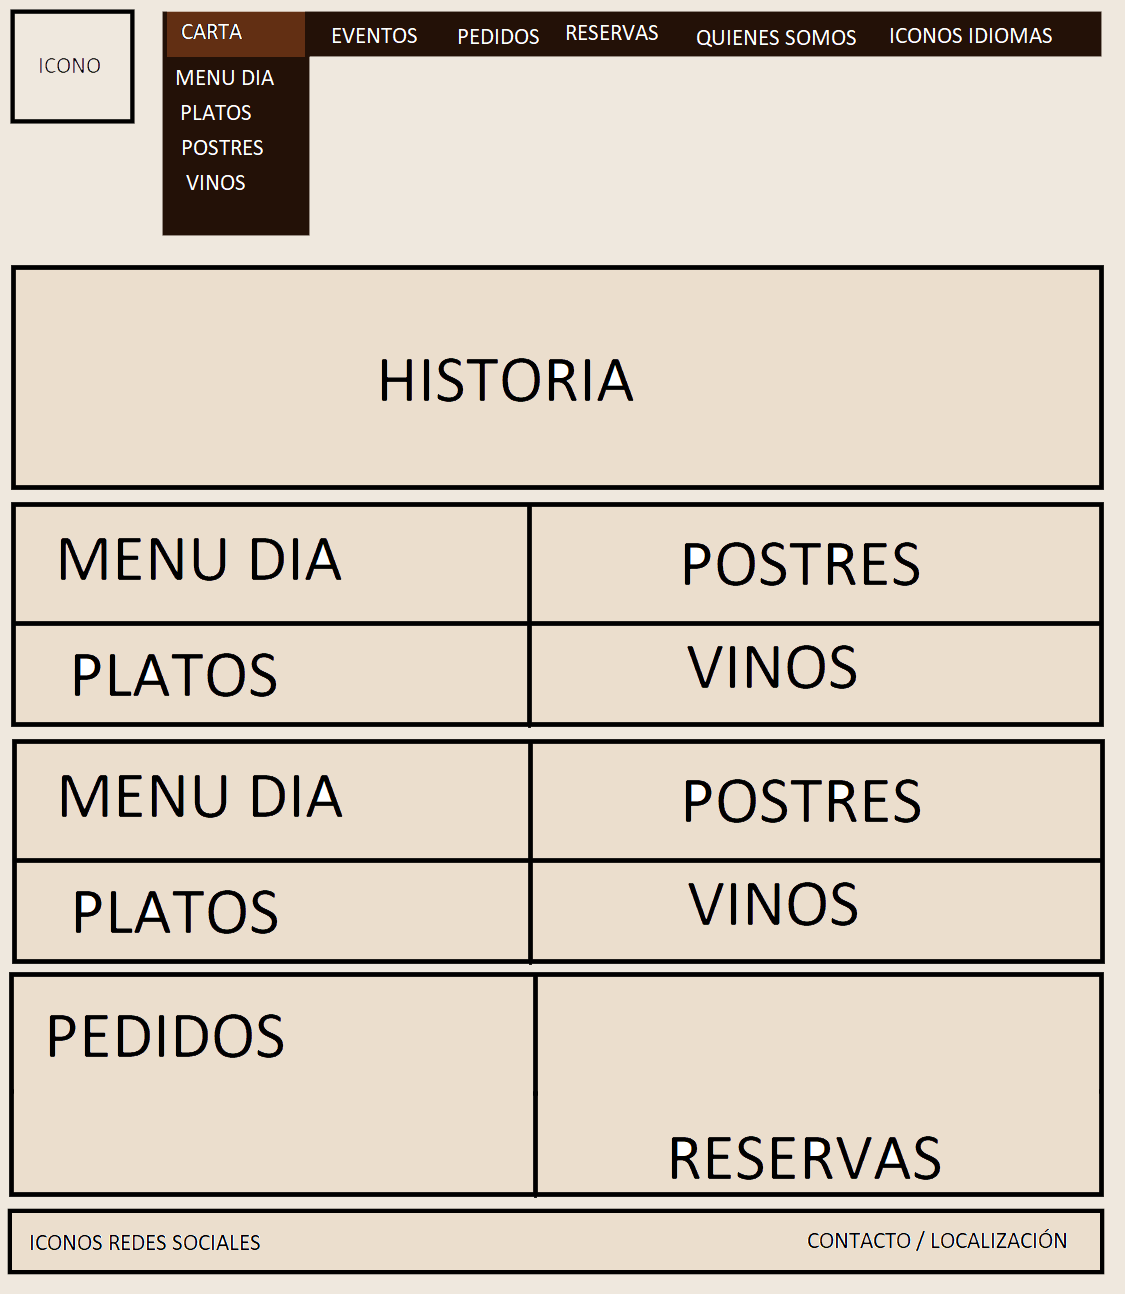 ICONO
CARTA
EVENTOS
PEDIDOS
RESERVAS
QUIENES SOMOS
ICONOS IDIOMAS
MENU DIA
PLATOS
POSTRES
VINOS
HISTORIA
MENU DIA
POSTRES
PLATOS
VINOS
MENU DIA
POSTRES
PLATOS
VINOS
PEDIDOS
RESERVAS
ICONOS REDES SOCIALES
CONTACTO / LOCALIZACIÓN